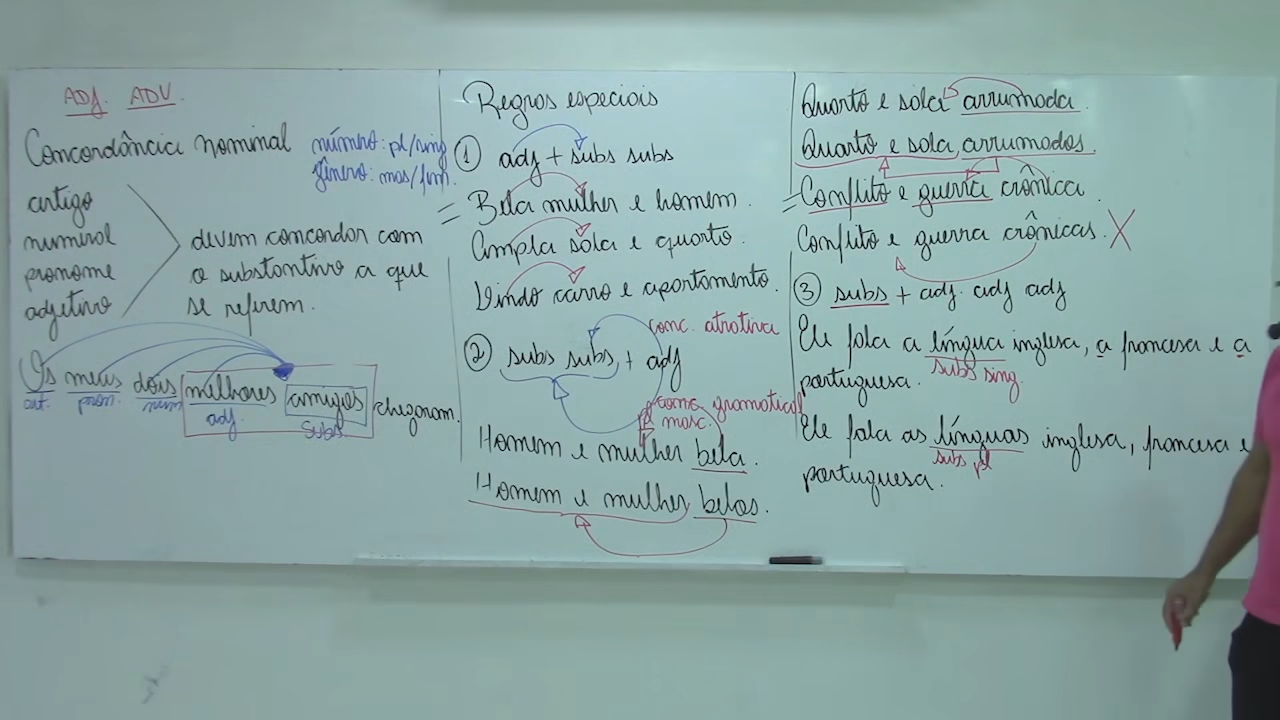 ADJ. ADV.
Concordância nominal número: pl/sing
gênero: mas/fem.
artigo
numeral
pronome
adjetivo
devem concordar com
o substantivo a que
se referem.
Os meus dois melhores amigos chegaram.
art. pron. num adj. subs.
Regras especiais
① adj + subs subs
= Bela mulher e homem.
Ampla sala e quarto.
Lindo carro e apartamento.
conc. atrativa
② subs subs + adj
conc gramatical
masc.
Homem e mulher bela.
Homem e mulher belos.
Quarto e sala arrumada.
Quarto e sala arrumados.
= Conflito e guerra crônica.
Conflito e guerra crônicas. X
③ subs + adj. adj adj
Ele fala a língua inglesa, a francesa e a
subs sing.
portuguesa.
Ele fala as línguas inglesa, francesa e
subs pl
portuguesa.